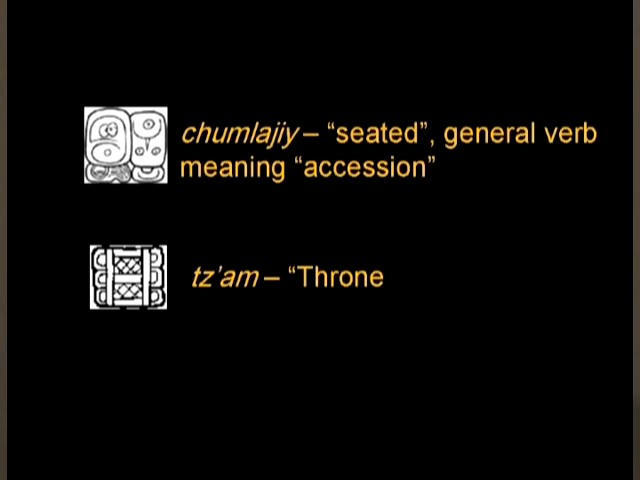 chumlajiy – “seated”, general verb
meaning “accession”
tz’am – “Throne